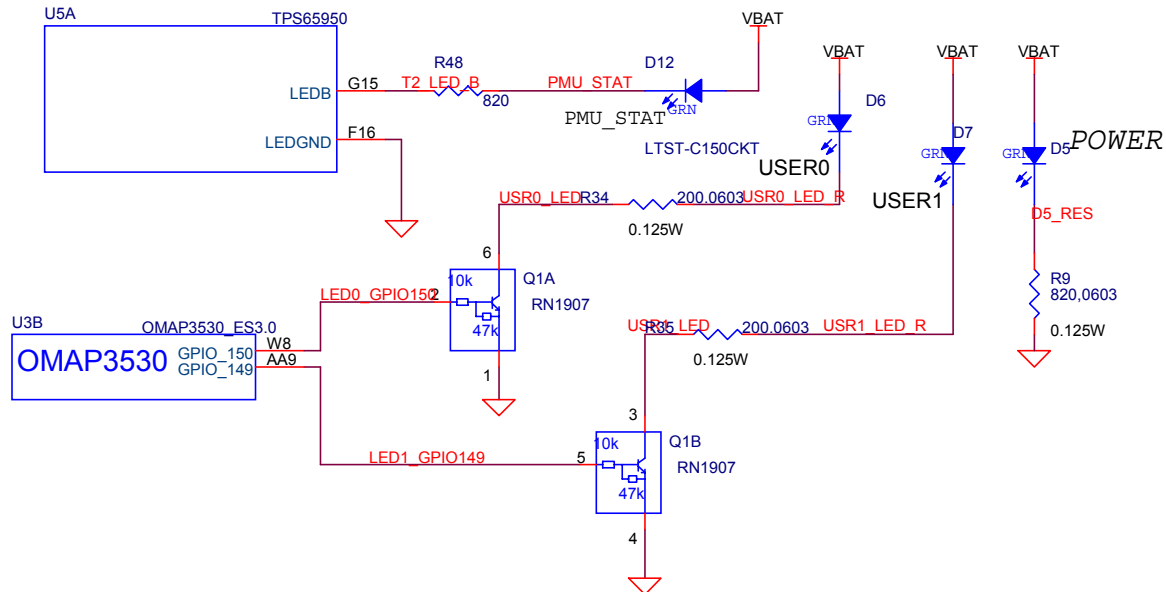 U5A
TPS65950
LEDB
G15
LEDGND
F16
T2_LED_B
R48
820
PMU_STAT
D12
VBAT
GRN
PMU_STAT
LTST-C150CKT
VBAT
D6
GRN
USER0
VBAT
D7
GRN
USER1
VBAT
D5
GRN
POWER
D5_RES
R9
820,0603
0.125W
USR0_LED
R34
200.0603
USR0_LED_R
0.125W
6
10k
47k
Q1A
RN1907
2
1
LED0_GPIO150
U3B
OMAP3530_ES3.0
OMAP3530
GPIO_150
W8
GPIO_149
AA9
USR1_LED
R35
200.0603
USR1_LED_R
0.125W
3
10k
47k
Q1B
RN1907
5
4
LED1_GPIO149